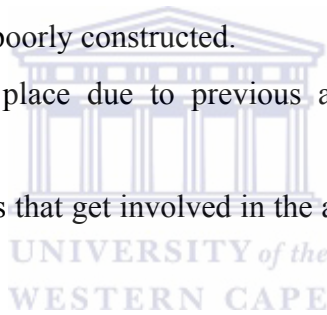 poorly constructed.
place due to previous a
s that get involved in the a
UNIVERSITY of the
WESTERN CAPE